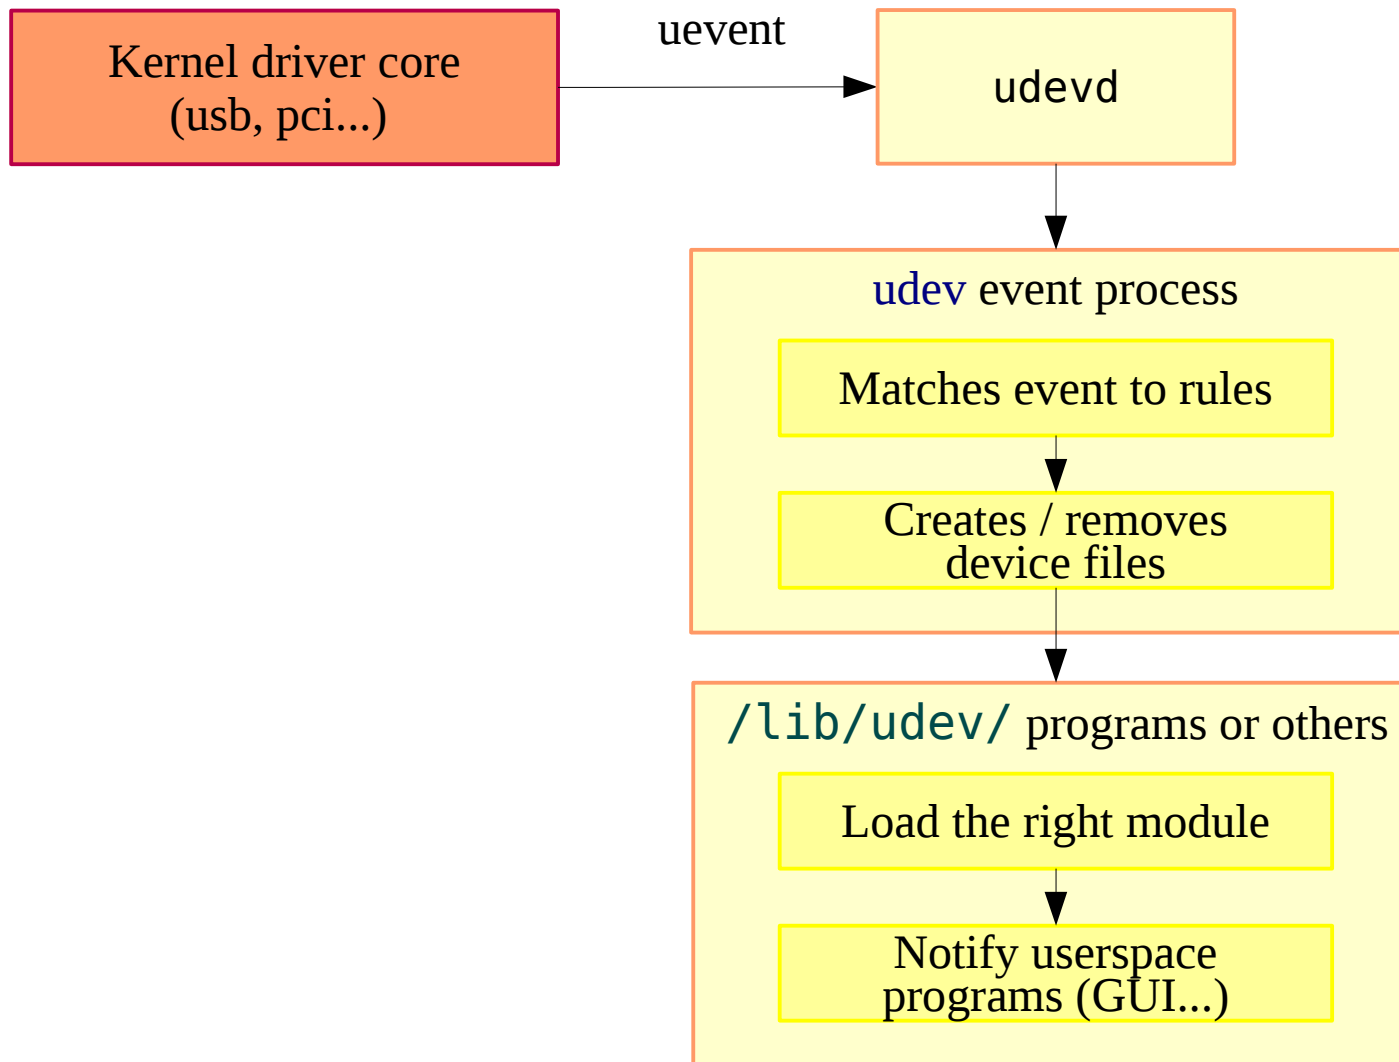 Kernel driver core
(usb, pci...)
uevent
udevd
udev event process
Matches event to rules
Creates / removes
device files
/lib/udev/ programs or others
Load the right module
Notify userspace
programs (GUI...)